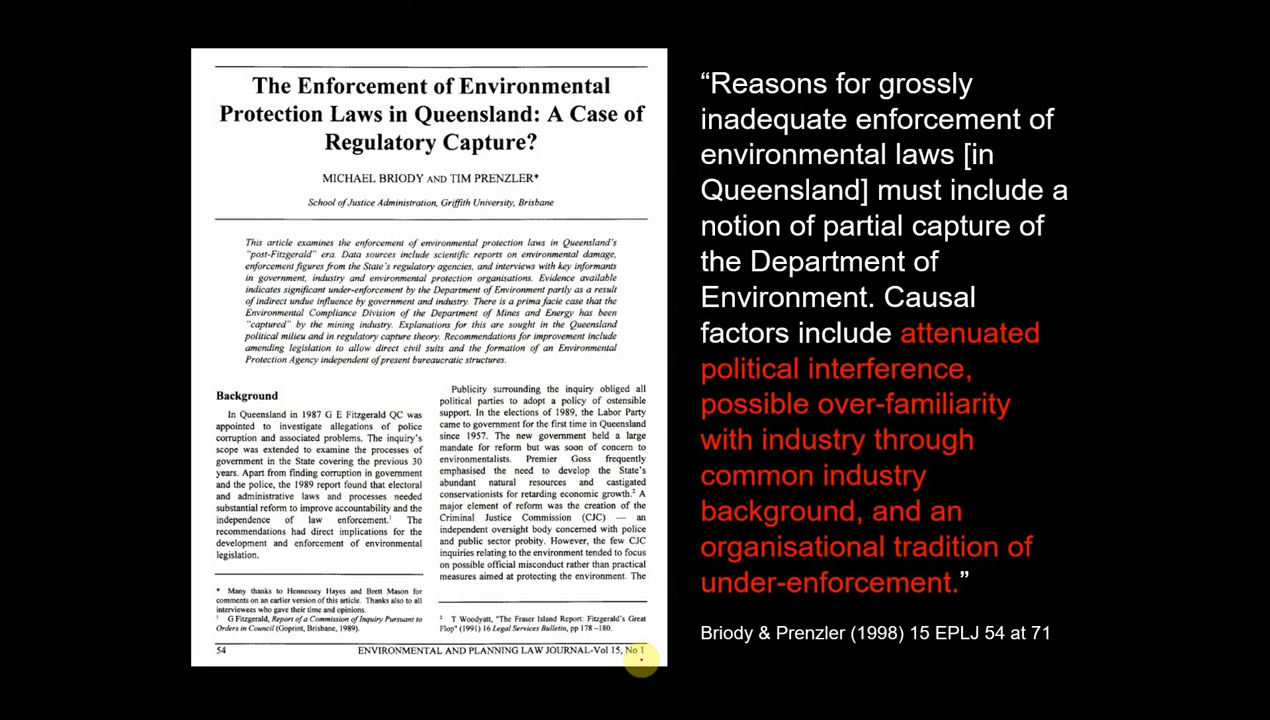 The Enforcement of Environmental
Protection Laws in Queensland: A Case of
Regulatory Capture?
MICHAEL BRIODY AND TIM PRENZLER*
School of Justice Administration, Griffith University, Brisbane
This article examines the enforcement of environmental protection laws in Queensland's
"post-Fitzgerald" era. Data sources include scientific reports on environmental damage,
enforcement figures from the State's regulatory agencies, and interviews with key informants
in government, industry and environmental protection organisations. Evidence available
indicates significant under-enforcement by the Department of Environment partly as a result
of indirect undue influence by government and industry. There is a prima facie case that the
Environmental Compliance Division of the Department of Mines and Energy has been
"captured" by the mining industry. Explanations for this are sought in the Queensland
political milieu and in regulatory capture theory. Recommendations for improvement include
amending legislation to allow direct civil suits and the formation of an Environmental
Protection Agency independent of present bureaucratic structures.
Background
In Queensland in 1987 G E Fitzgerald QC was
appointed to investigate allegations of police
corruption and associated problems. The inquiry's
scope was extended to examine the processes of
government in the State covering the previous 30
years. Apart from finding corruption in government
and the police, the 1989 report found that electoral
and administrative laws and processes needed
substantial reform to improve accountability and the
independence of law enforcement.1 The
recommendations had direct implications for the
development and enforcement of environmental
legislation.
* Many thanks to Hennessey Hayes and Brett Mason for
comments on an earlier version of this article. Thanks also to all
interviewees who gave their time and opinions.
1 G Fitzgerald, Report of a Commission of Inquiry Pursuant to
Orders in Council (Goprint, Brisbane, 1989).
Publicity surrounding the inquiry obliged all
political parties to adopt a policy of ostensible
support. In the elections of 1989, the Labor Party
came to government for the first time in Queensland
since 1957. The new government held a large
mandate for reform but was soon of concern to
environmentalists. Premier Goss frequently
emphasised the need to develop the State's
abundant natural resources and castigated
conservationists for retarding economic growth.2 A
major element of reform was the creation of the
Criminal Justice Commission (CJC) — an
independent oversight body concerned with police
and public sector probity. However, the few CJC
inquiries relating to the environment tended to focus
on possible official misconduct rather than practical
measures aimed at protecting the environment. The
2 T Woodyatt, "The Fraser Island Report: Fitzgerald's Great
Flop" (1991) 16 Legal Services Bulletin, pp 178 –180.
54 ENVIRONMENTAL AND PLANNING LAW JOURNAL-Vol 15, No 1
“Reasons for grossly
inadequate enforcement of
environmental laws [in
Queensland] must include a
notion of partial capture of
the Department of
Environment. Causal
factors include attenuated
political interference,
possible over-familiarity
with industry through
common industry
background, and an
organisational tradition of
under-enforcement.”
Briody & Prenzler (1998) 15 EPLJ 54 at 71